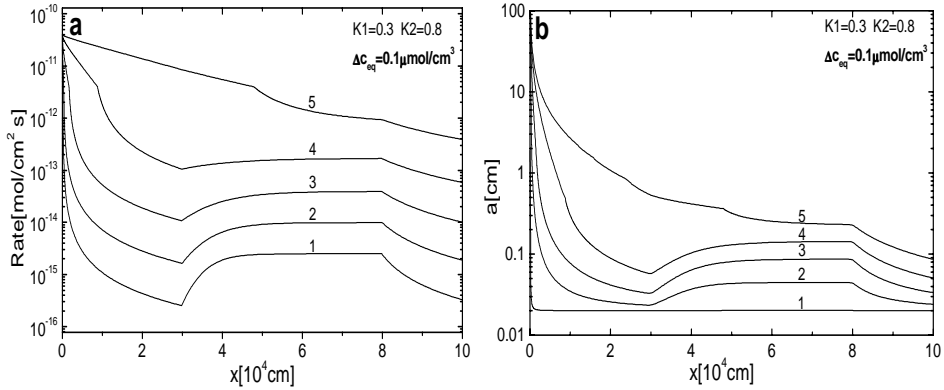 a
K1=0.3 K2=0.8
Δc_eq=0.1μmol/cm³
Rate[mol/cm² s]
10⁻¹⁰
10⁻¹¹
10⁻¹²
10⁻¹³
10⁻¹⁴
10⁻¹⁵
10⁻¹⁶
5
4
3
2
1
0 2 4 6 8 10
x[10⁴cm]
b
K1=0.3 K2=0.8
Δc_eq=0.1μmol/cm³
a[cm]
100
10
1
0.1
0.01
5
4
3
2
1
0 2 4 6 8 10
x[10⁴cm]